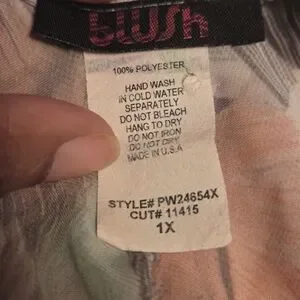 blush
100% POLYESTER
HAND WASH
IN COLD WATER
SEPARATELY
DO NOT BLEACH
HANG TO DRY
DO NOT IRON
DO NOT DRY
MADE IN U.S.A
STYLE# PW24654X
CUT# 11415
1X